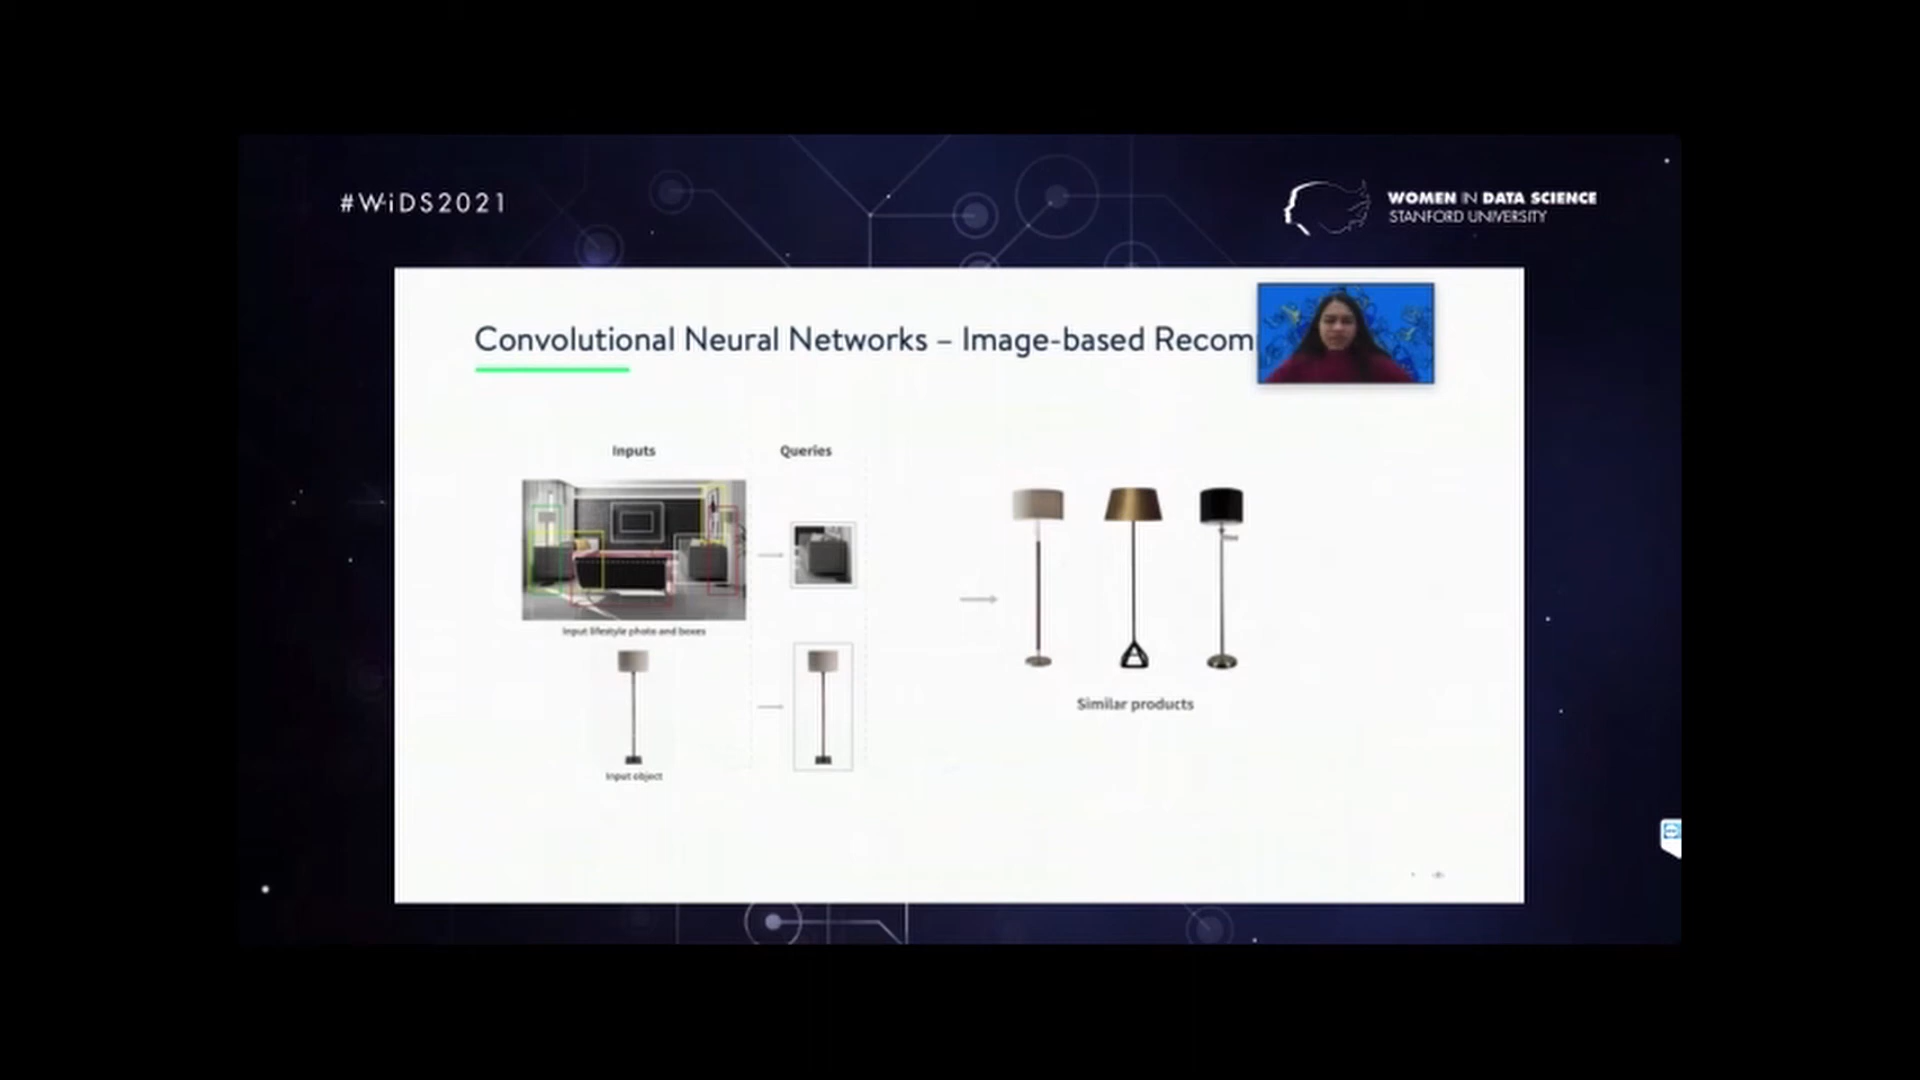 #WiDS2021
WOMEN IN DATA SCIENCE
STANFORD UNIVERSITY
Convolutional Neural Networks – Image-based Recom
Inputs
Queries
Input lifestyle photo and boxes
Input object
Similar products